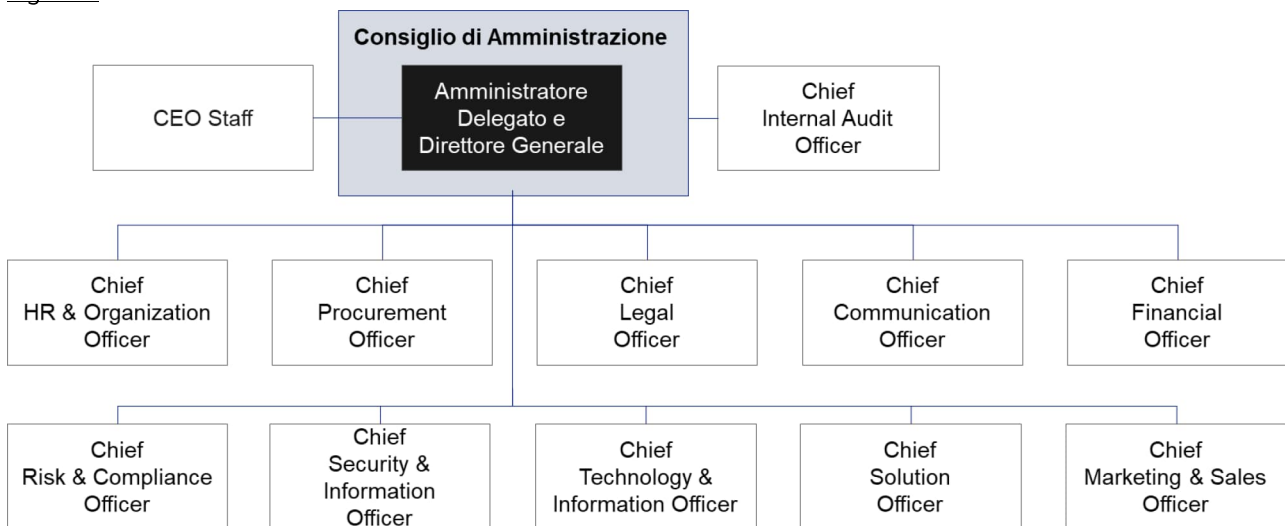 Consiglio di Amministrazione
CEO Staff
Amministratore
Delegato e
Direttore Generale
Chief
Internal Audit
Officer
Chief
HR & Organization
Officer
Chief
Procurement
Officer
Chief
Legal
Officer
Chief
Communication
Officer
Chief
Financial
Officer
Chief
Risk & Compliance
Officer
Chief
Security &
Information
Officer
Chief
Technology &
Information Officer
Chief
Solution
Officer
Chief
Marketing & Sales
Officer